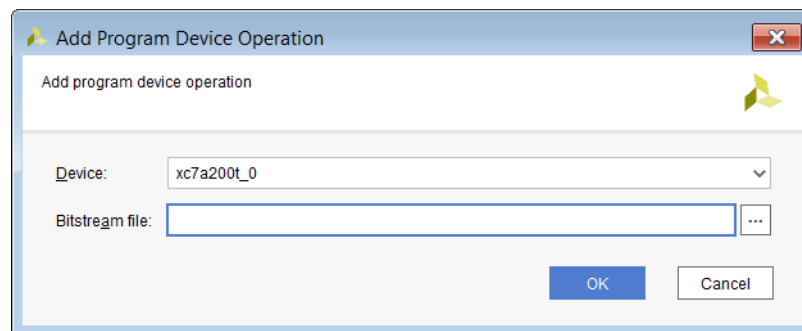 Add Program Device Operation
Add program device operation
Device: xc7a200t_0
Bitstream file: ...
OK Cancel